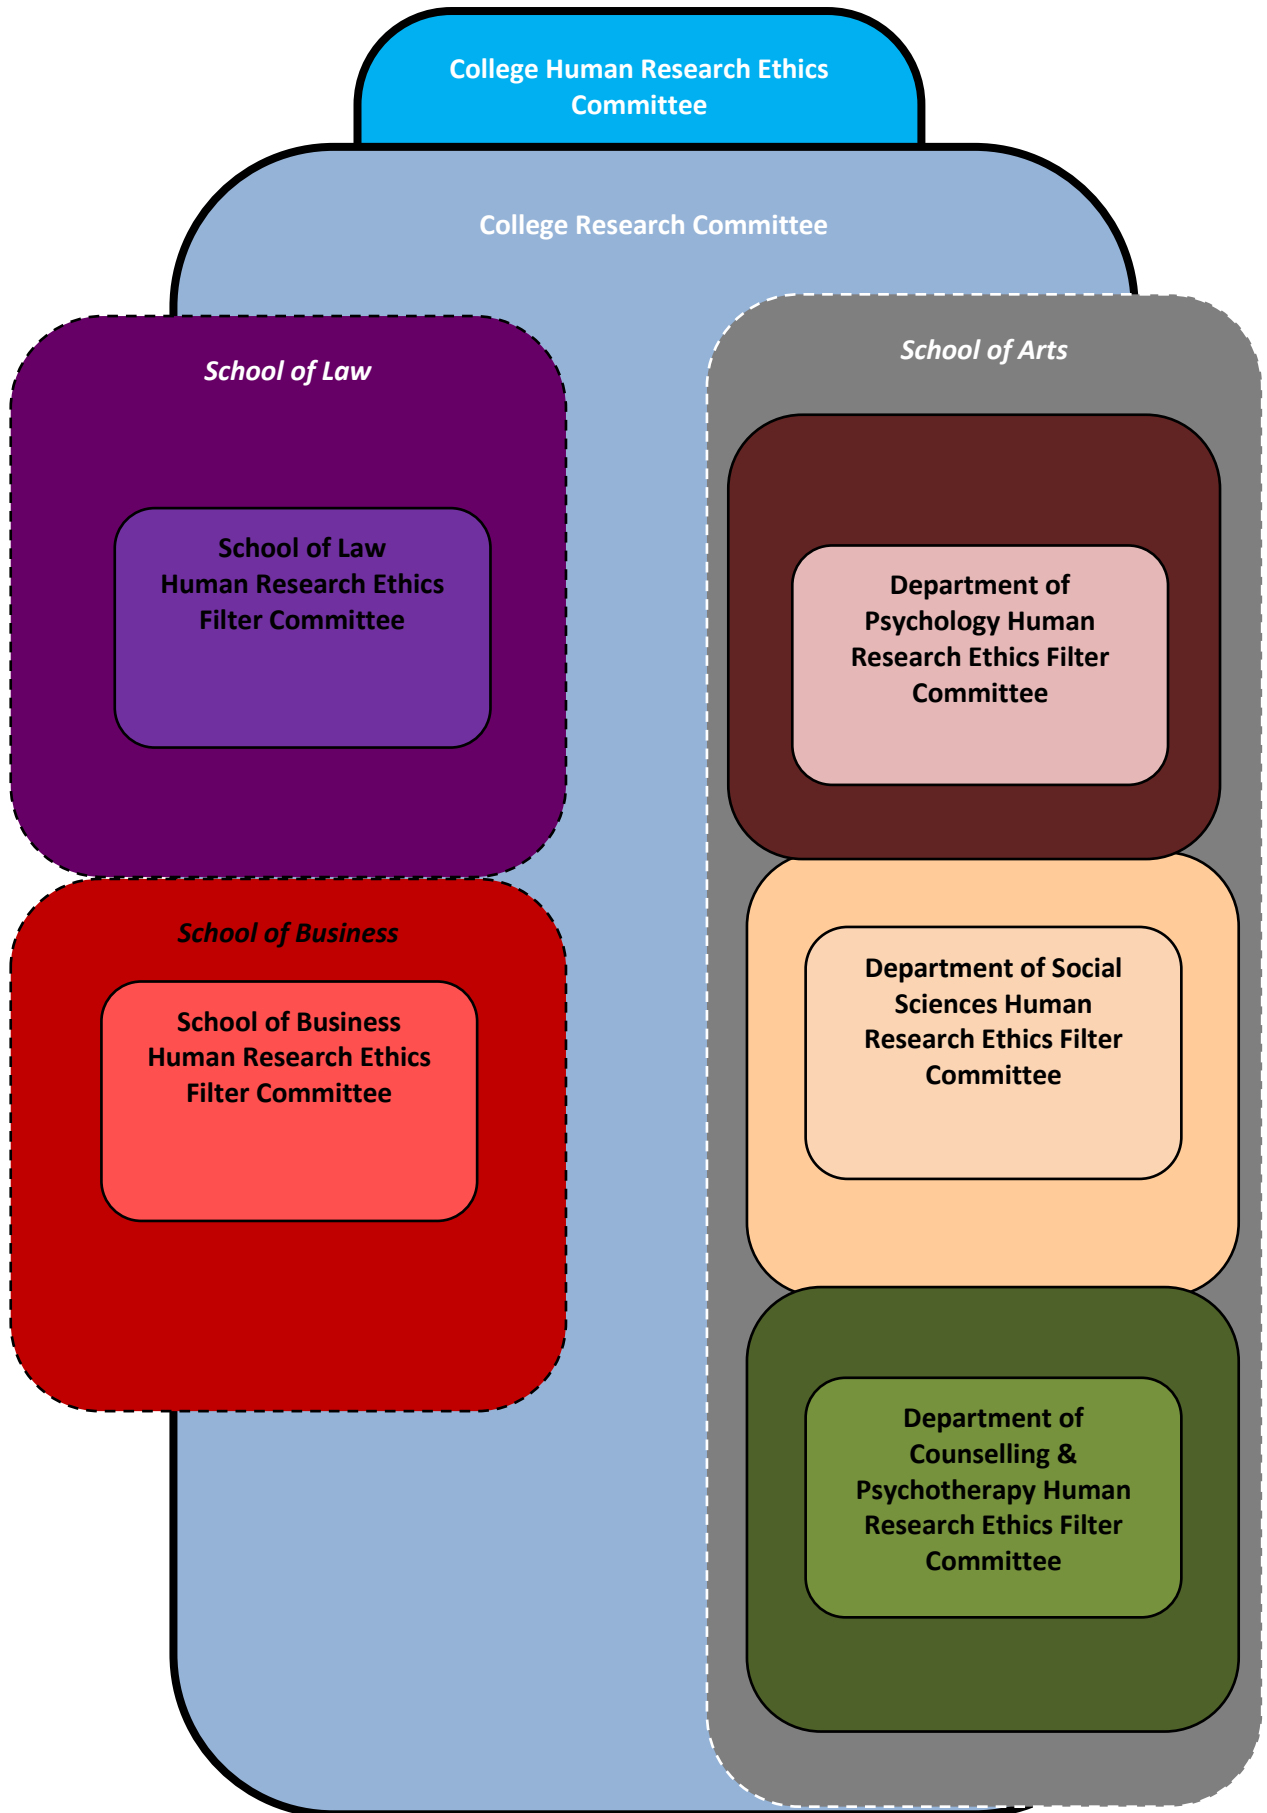 College Human Research Ethics
Committee
College Research Committee
School of Law
School of Law
Human Research Ethics
Filter Committee
School of Business
School of Business
Human Research Ethics
Filter Committee
School of Arts
Department of
Psychology Human
Research Ethics Filter
Committee
Department of Social
Sciences Human
Research Ethics Filter
Committee
Department of
Counselling &
Psychotherapy Human
Research Ethics Filter
Committee